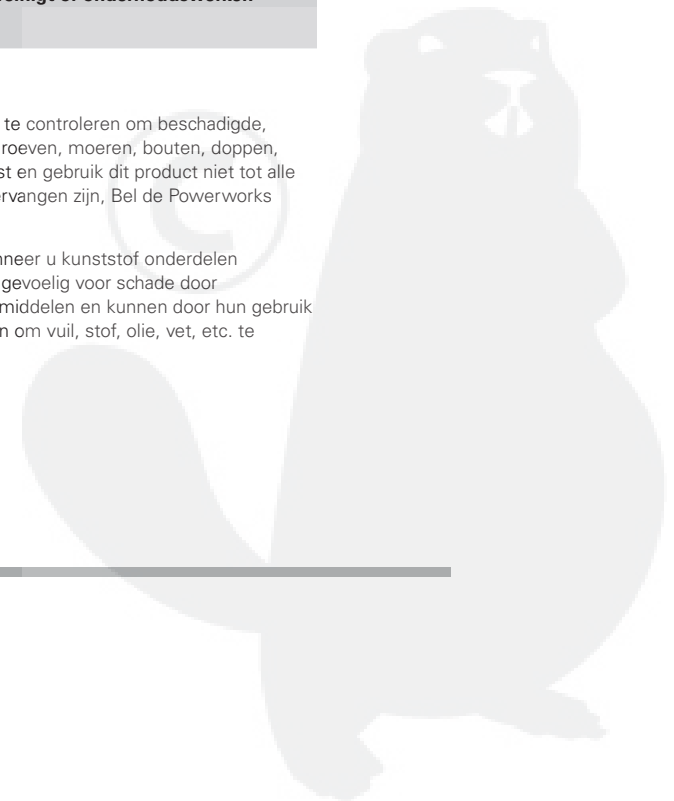 te controleren om beschadigde,
roeven, moeren, bouten, doppen,
st en gebruik dit product niet tot alle
ervangen zijn, Bel de Powerworks
nneer u kunststof onderdelen
gevoelig voor schade door
middelen en kunnen door hun gebruik
n om vuil, stof, olie, vet, etc. te